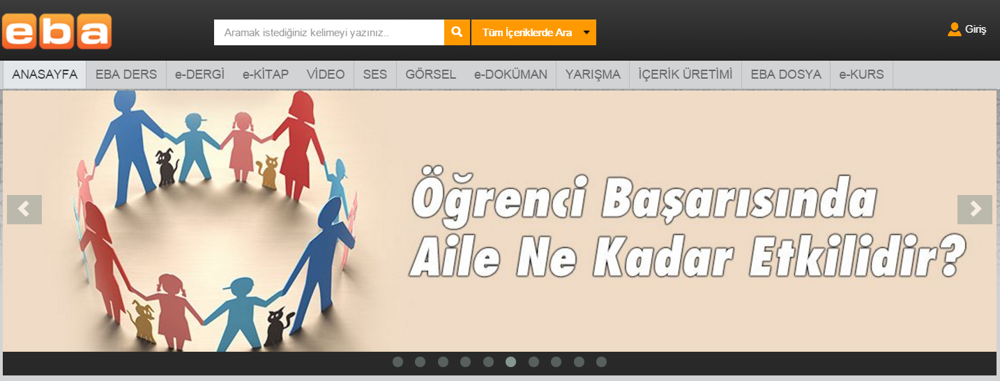 eba
Aramak istediğiniz kelimeyi yazınız..
Tüm İçeriklerde Ara
Giriş
ANASAYFA
EBA DERS
e-DERGİ
e-KİTAP
VİDEO
SES
GÖRSEL
e-DOKÜMAN
YARIŞMA
İÇERİK ÜRETİMİ
EBA DOSYA
e-KURS
Öğrenci Başarısında
Aile Ne Kadar Etkilidir?